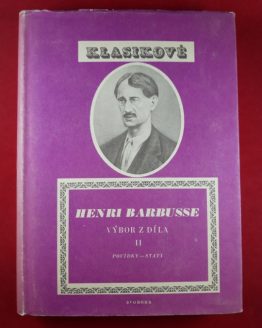 KLASIKOVÉ
HENRI BARBUSSE
VÝBOR Z DÍLA
II
POVÍDKY — STATI
SVOBODA